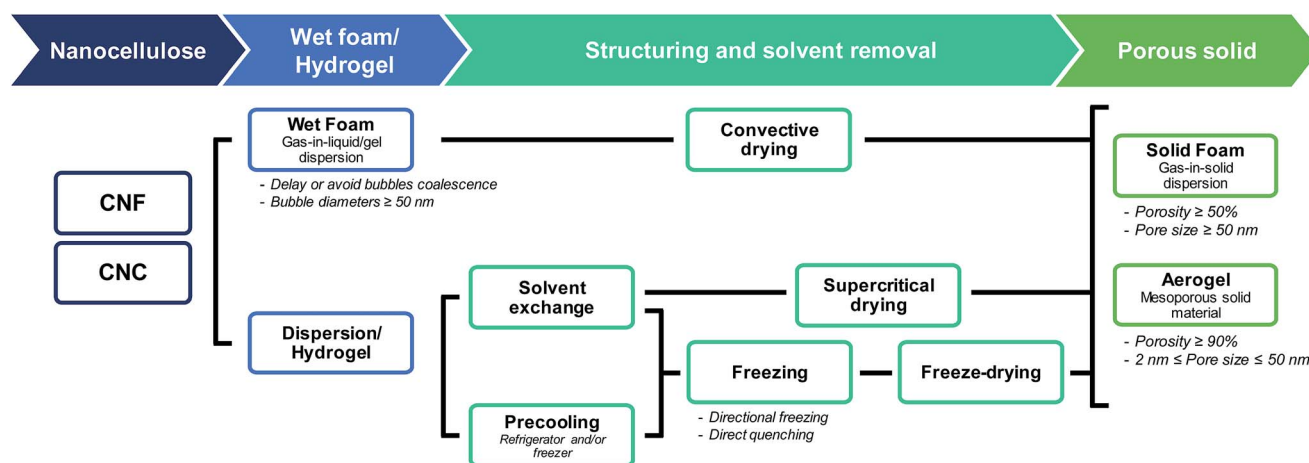 Nanocellulose
Wet foam/
Hydrogel
Structuring and solvent removal
Porous solid
CNF
CNC
Wet Foam
Gas-in-liquid/gel
dispersion
- Delay or avoid bubbles coalescence
- Bubble diameters ≥ 50 nm
Dispersion/
Hydrogel
Convective
drying
Solvent
exchange
Supercritical
drying
Precooling
Refrigerator and/or
freezer
Freezing
- Directional freezing
- Direct quenching
Freeze-drying
Solid Foam
Gas-in-solid
dispersion
- Porosity ≥ 50%
- Pore size ≥ 50 nm
Aerogel
Mesoporous solid
material
- Porosity ≥ 90%
- 2 nm ≤ Pore size ≤ 50 nm